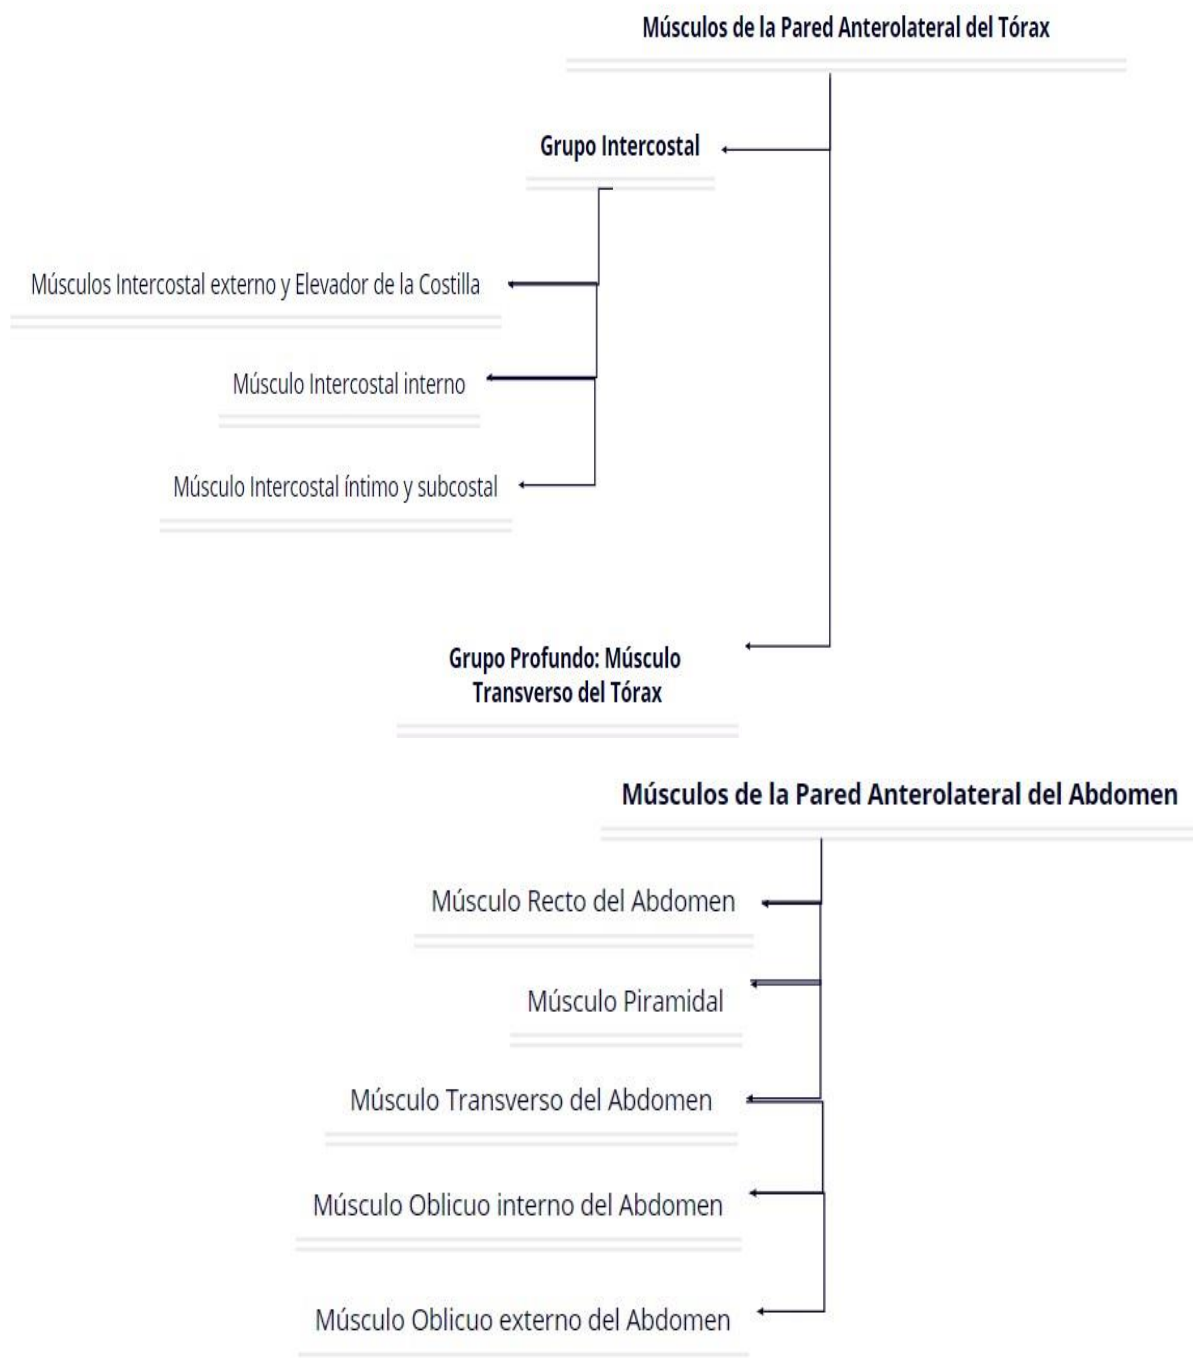 Músculos de la Pared Anterolateral del Tórax
Grupo Intercostal
Músculos Intercostal externo y Elevador de la Costilla
Músculo Intercostal interno
Músculo Intercostal íntimo y subcostal
Grupo Profundo: Músculo
Transverso del Tórax
Músculos de la Pared Anterolateral del Abdomen
Músculo Recto del Abdomen
Músculo Piramidal
Músculo Transverso del Abdomen
Músculo Oblicuo interno del Abdomen
Músculo Oblicuo externo del Abdomen